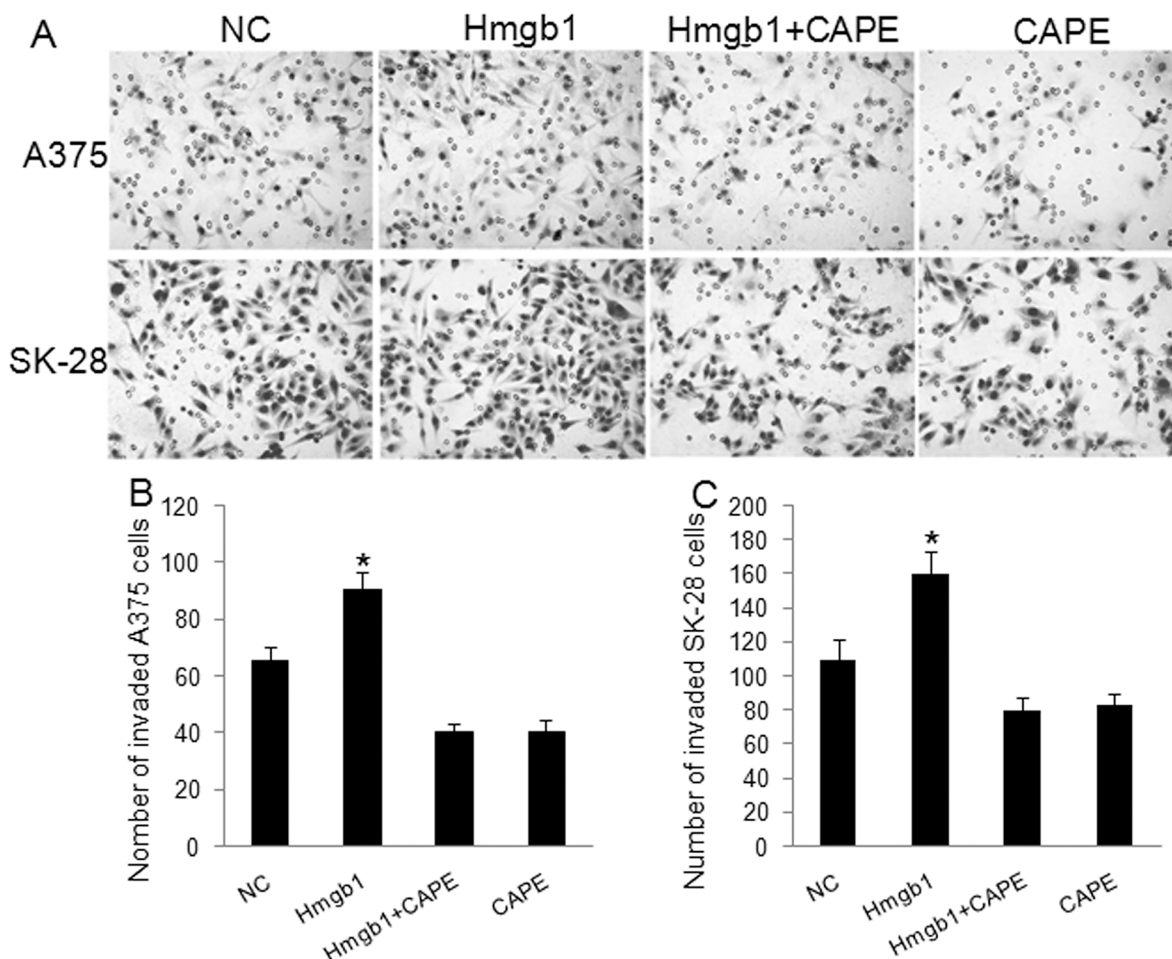 A
NC
Hmgb1
Hmgb1+CAPE
CAPE
A375
SK-28
B
Nomber of invaded A375 cells
120
100
80
60
40
20
0
*
NC
Hmgb1
Hmgb1+CAPE
CAPE
C
Number of invaded SK-28 cells
200
180
160
140
120
100
80
60
40
20
0
*
NC
Hmgb1
Hmgb1+CAPE
CAPE